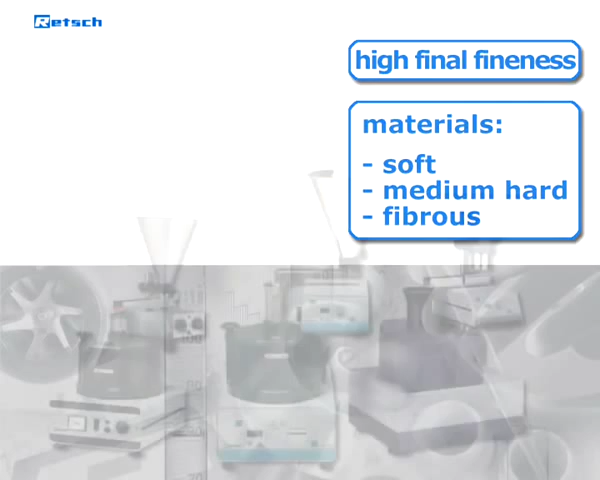 Retsch
high final fineness
materials:
- soft
- medium hard
- fibrous